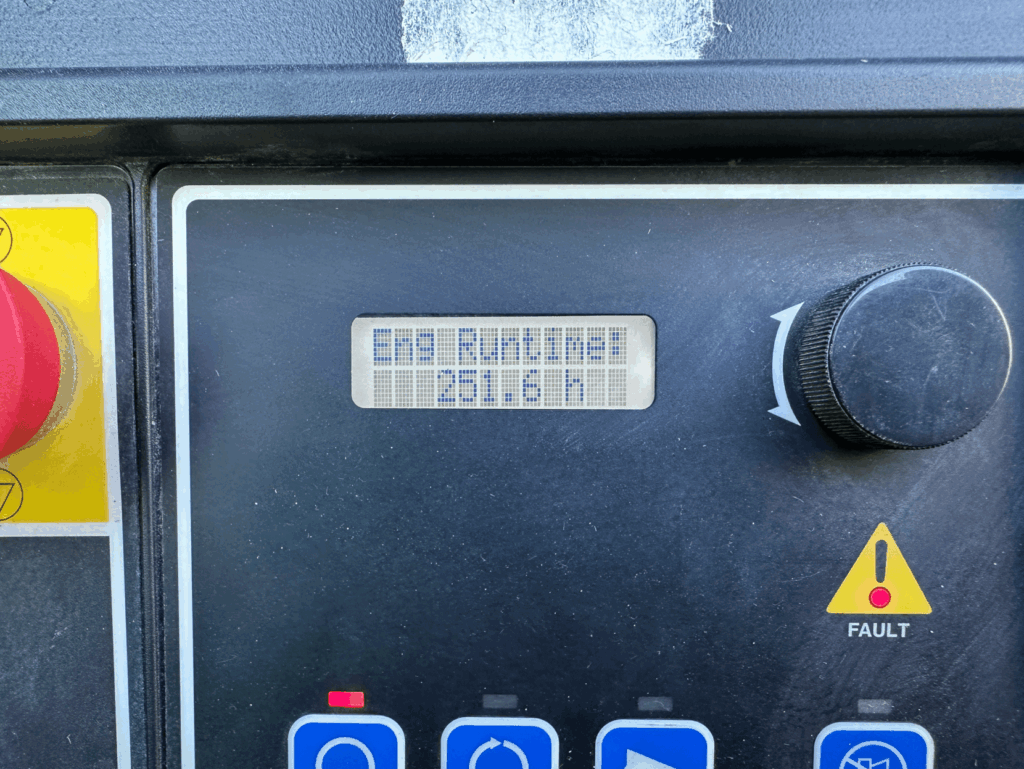 Eng Runtime:
251.6 h
FAULT